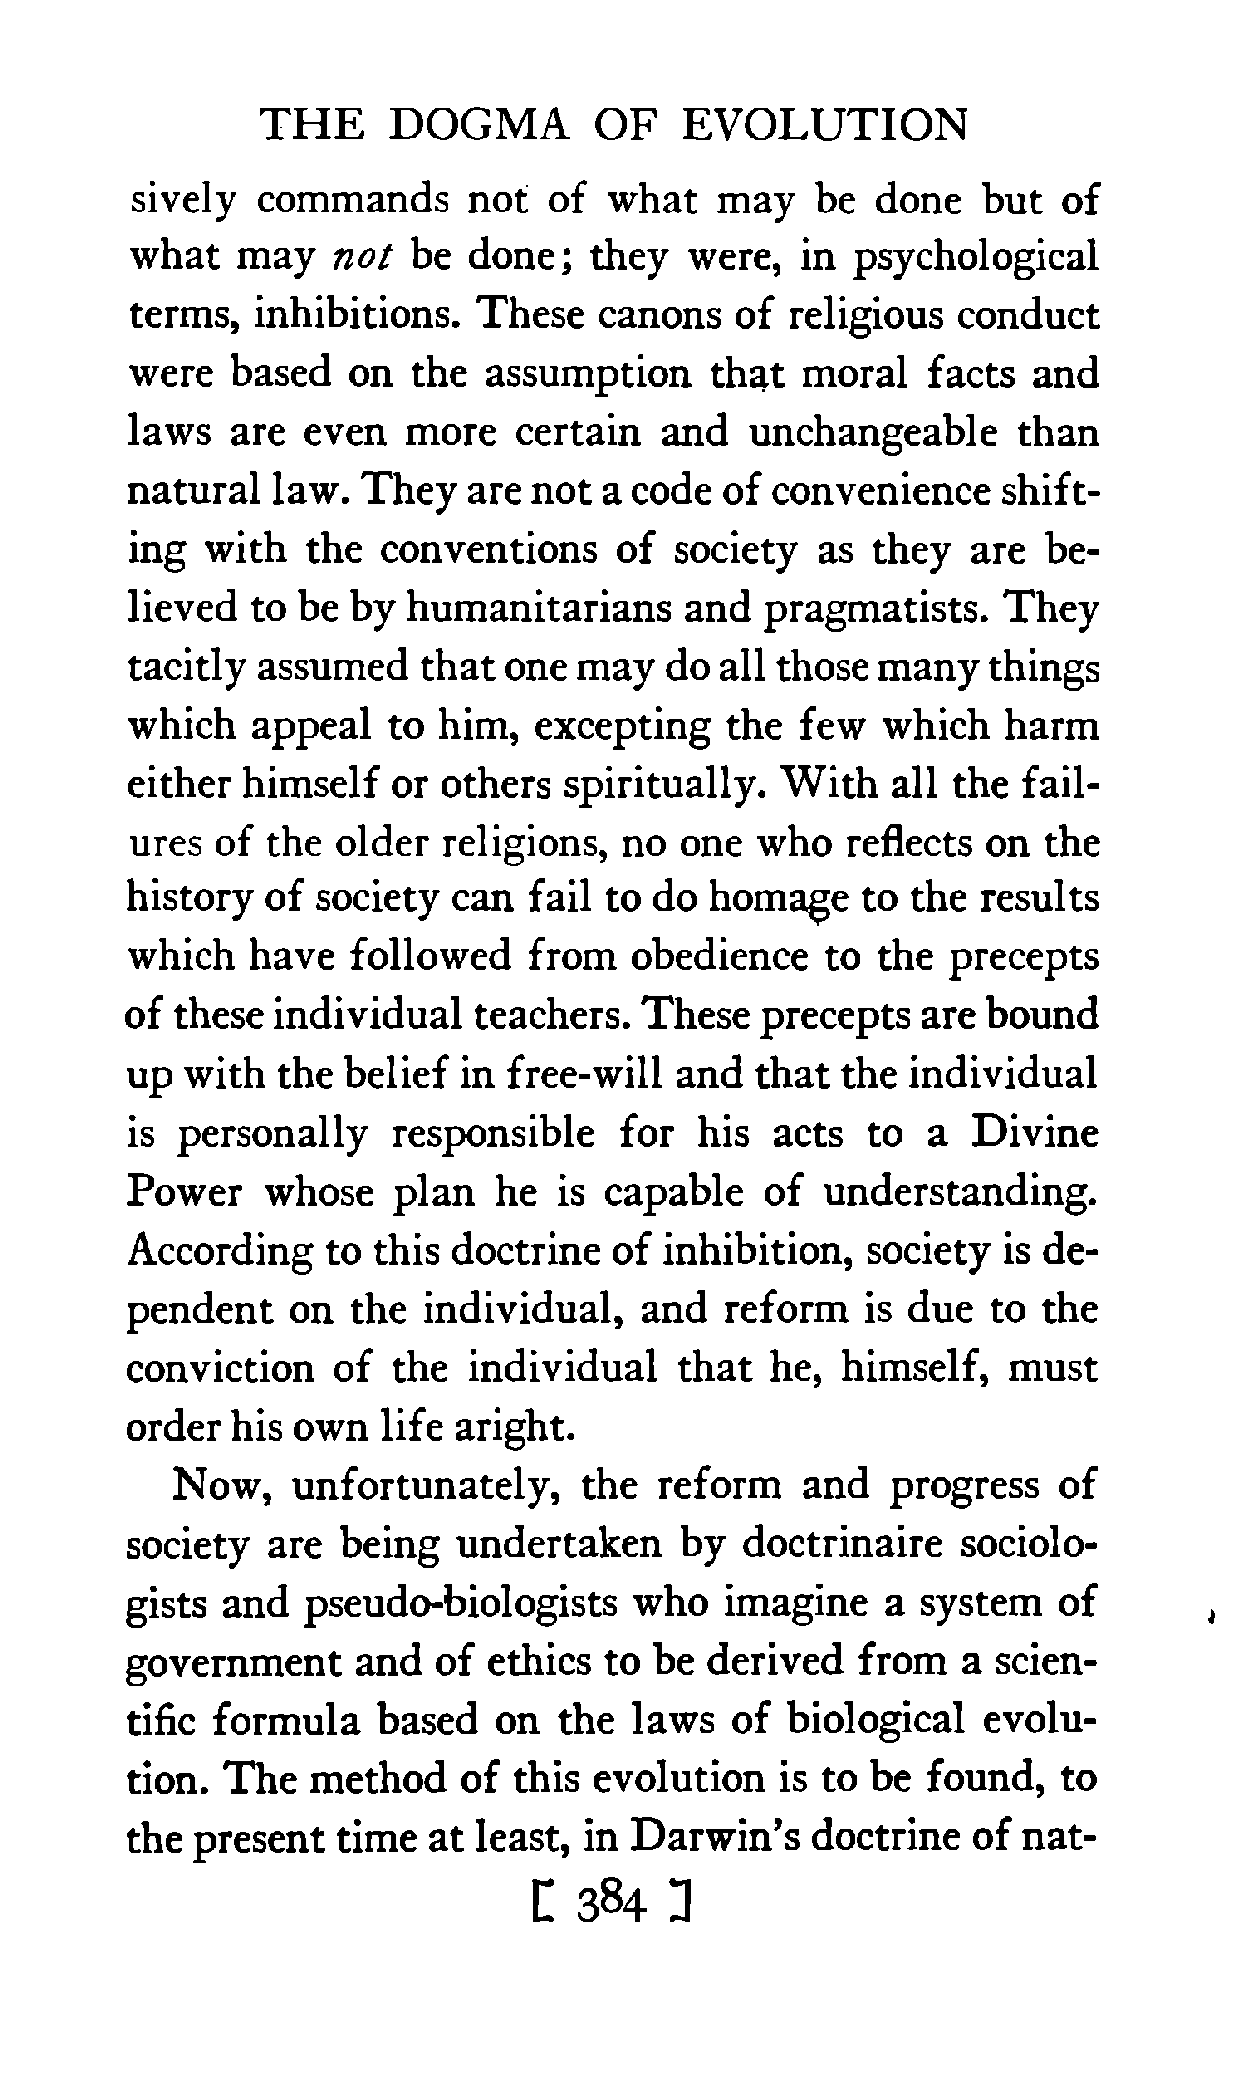 THE DOGMA OF EVOLUTION
sively commands not of what may be done but of
what may not be done; they were, in psychological
terms, inhibitions. These canons of religious conduct
were based on the assumption that moral facts and
laws are even more certain and unchangeable than
natural law. They are not a code of convenience shift-
ing with the conventions of society as they are be-
lieved to be by humanitarians and pragmatists. They
tacitly assumed that one may do all those many things
which appeal to him, excepting the few which harm
either himself or others spiritually. With all the fail-
ures of the older religions, no one who reflects on the
history of society can fail to do homage to the results
which have followed from obedience to the precepts
of these individual teachers. These precepts are bound
up with the belief in free-will and that the individual
is personally responsible for his acts to a Divine
Power whose plan he is capable of understanding.
According to this doctrine of inhibition, society is de-
pendent on the individual, and reform is due to the
conviction of the individual that he, himself, must
order his own life aright.
Now, unfortunately, the reform and progress of
society are being undertaken by doctrinaire sociolo-
gists and pseudo-biologists who imagine a system of
government and of ethics to be derived from a scien-
tific formula based on the laws of biological evolu-
tion. The method of this evolution is to be found, to
the present time at least, in Darwin's doctrine of nat-
[ 384 ]